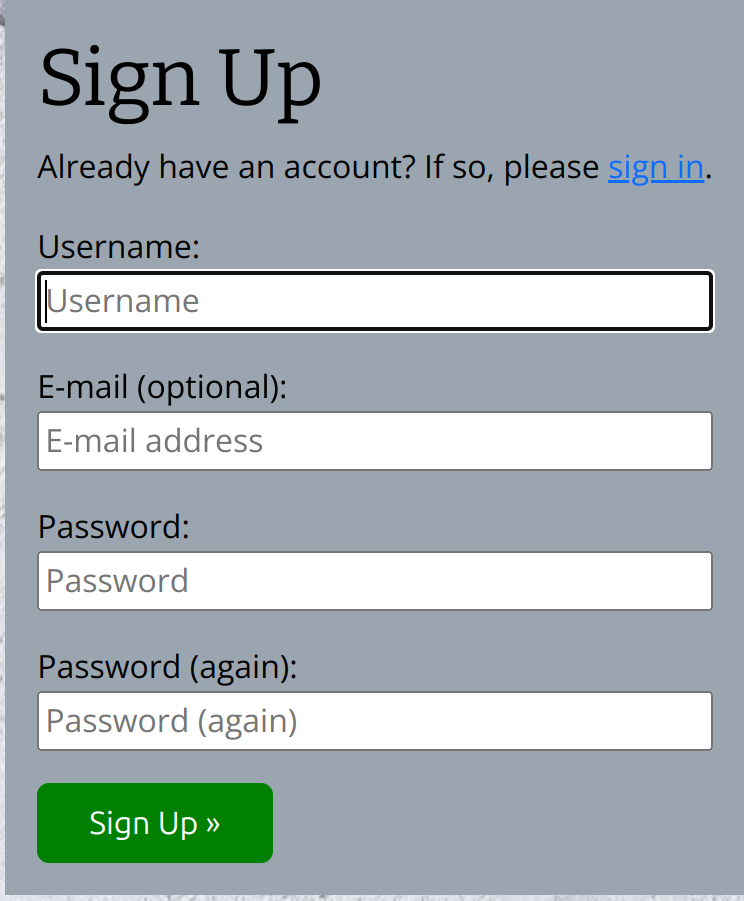 Sign Up
Already have an account? If so, please sign in.
Username:
Username
E-mail (optional):
E-mail address
Password:
Password
Password (again):
Password (again)
Sign Up »